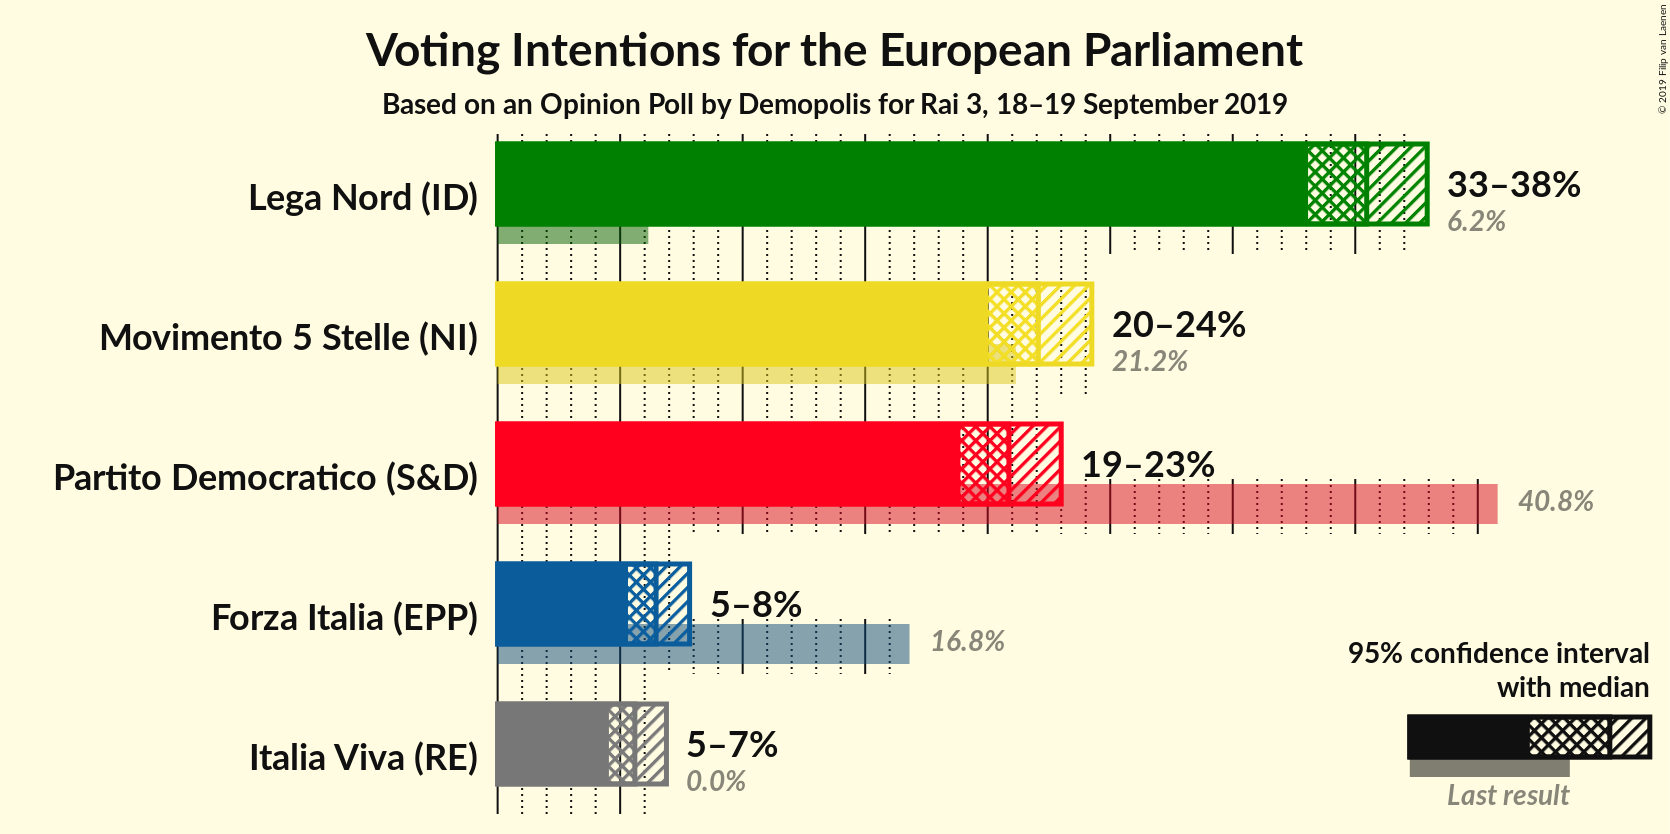 Voting Intentions for the European Parliament
Based on an Opinion Poll by Demopolis for Rai 3, 18–19 September 2019
© 2019 Filip van Laenen
Lega Nord (ID)
33–38%
6.2%
Movimento 5 Stelle (NI)
20–24%
21.2%
Partito Democratico (S&D)
19–23%
40.8%
Forza Italia (EPP)
5–8%
16.8%
Italia Viva (RE)
5–7%
0.0%
95% confidence interval
with median
Last result